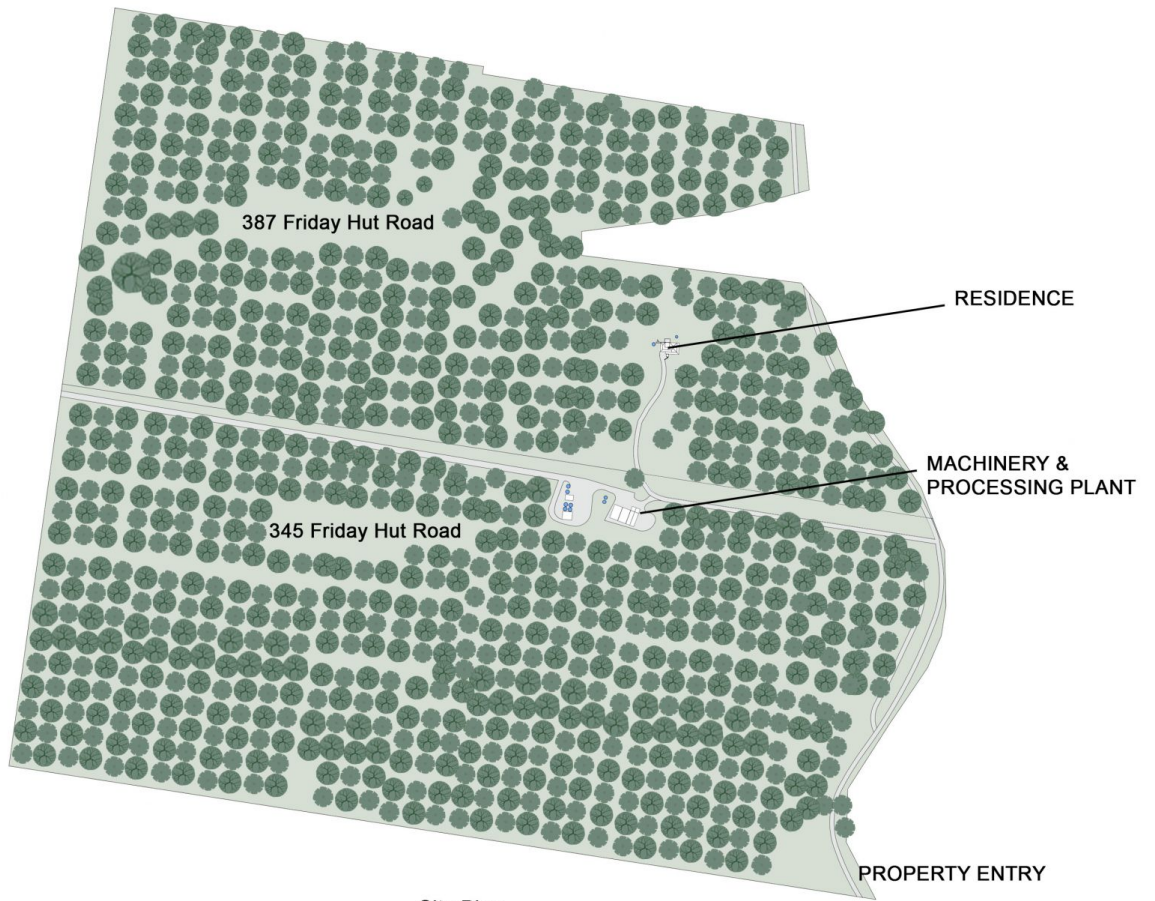 387 Friday Hut Road
RESIDENCE
MACHINERY &
PROCESSING PLANT
345 Friday Hut Road
PROPERTY ENTRY